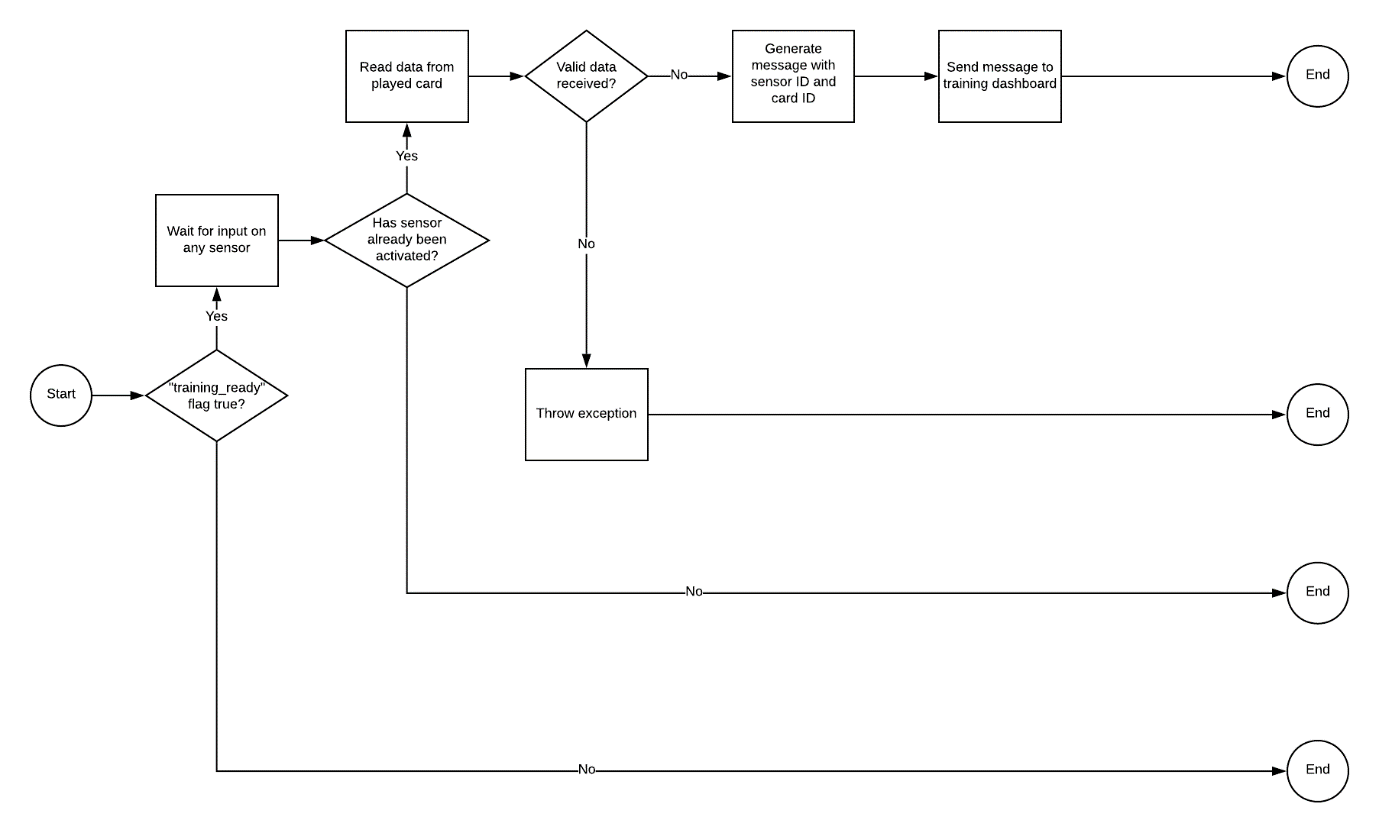 Read data from
played card
Valid data
received?
No
Generate
message with
sensor ID and
card ID
Send message to
training dashboard
End
Yes
Wait for input on
any sensor
Has sensor
already been
activated?
No
Yes
Start
"training_ready"
flag true?
Throw exception
End
No
End
No
End